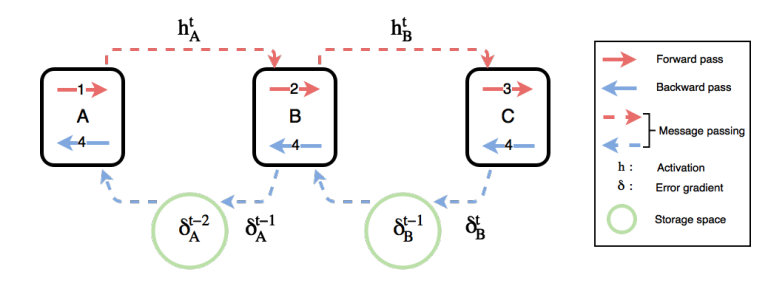 h_A^t h_B^t
1 2 3
A B C
4 4 4
δ_A^{t-2} δ_A^{t-1} δ_B^{t-1} δ_B^t
Forward pass
Backward pass
Message passing
h : Activation
δ : Error gradient
Storage space